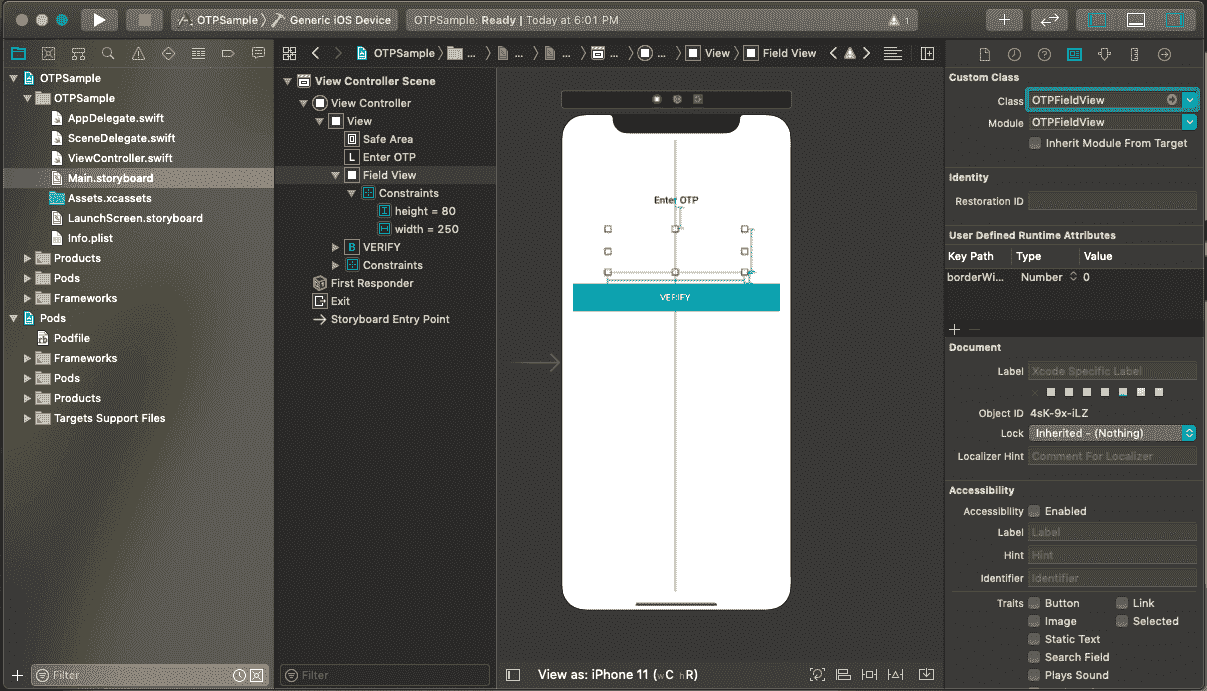 OTPSample
Generic iOS Device
OTPSample: Ready | Today at 6:01 PM
1
OTPSample
OTPSample
AppDelegate.swift
SceneDelegate.swift
ViewController.swift
Main.storyboard
Assets.xcassets
LaunchScreen.storyboard
Info.plist
Products
Pods
Frameworks
Pods
Podfile
Frameworks
Pods
Products
Targets Support Files
Filter
OTPSample
...
...
...
...
...
View
Field View
View Controller Scene
View Controller
View
Safe Area
L Enter OTP
Field View
Constraints
height = 80
width = 250
B VERIFY
Constraints
First Responder
Exit
Storyboard Entry Point
Filter
Enter OTP
VERIFY
View as: iPhone 11 (wC hR)
Custom Class
Class OTPFieldView
Module OTPFieldView
Inherit Module From Target
Identity
Restoration ID
User Defined Runtime Attributes
Key Path Type Value
borderWi... Number 0
Document
Label Xcode Specific Label
Object ID 4sK-9x-iLZ
Lock Inherited - (Nothing)
Localizer Hint Comment For Localizer
Accessibility
Accessibility Enabled
Label Label
Hint Hint
Identifier Identifier
Traits Button Link
Image Selected
Static Text
Search Field
Plays Sound